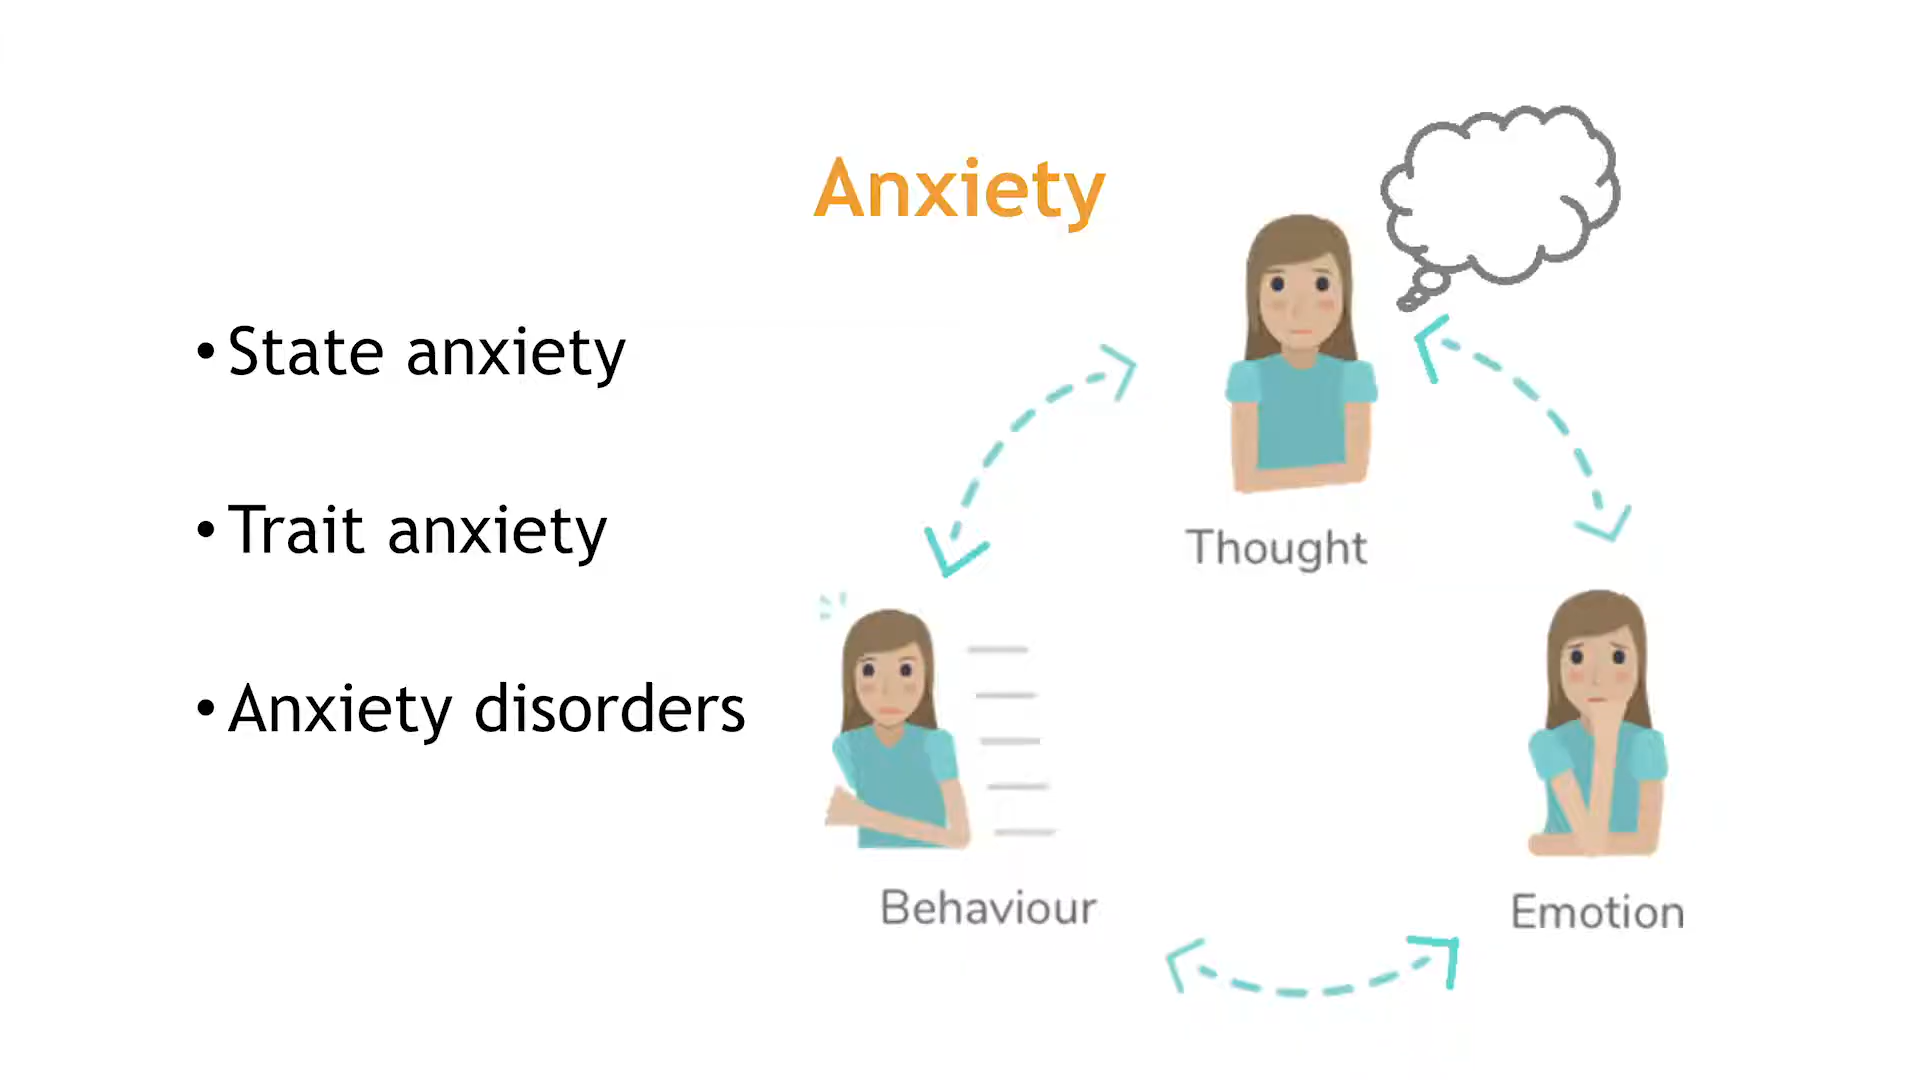 Anxiety
• State anxiety
• Trait anxiety
• Anxiety disorders
Thought
Behaviour
Emotion